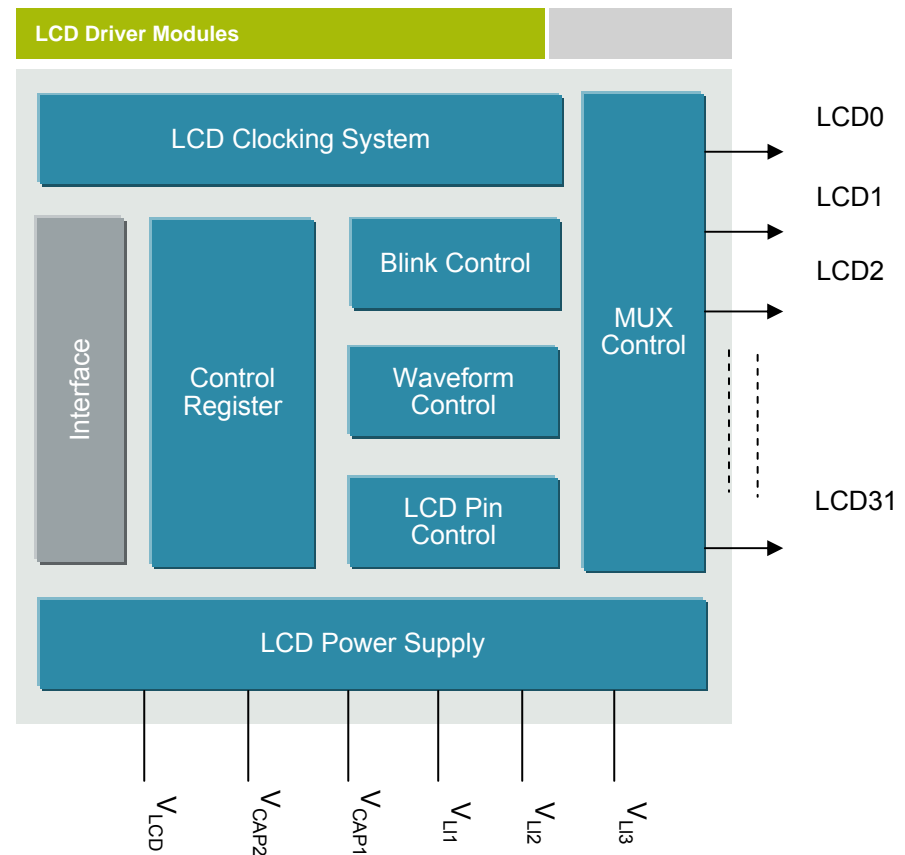 LCD Driver Modules
LCD Clocking System
LCD0
LCD1
LCD2
LCD31
Interface
Control
Register
Blink Control
Waveform
Control
LCD Pin
Control
MUX
Control
LCD Power Supply
VLCD
VCAP2
VCAP1
VLI1
VLI2
VLI3